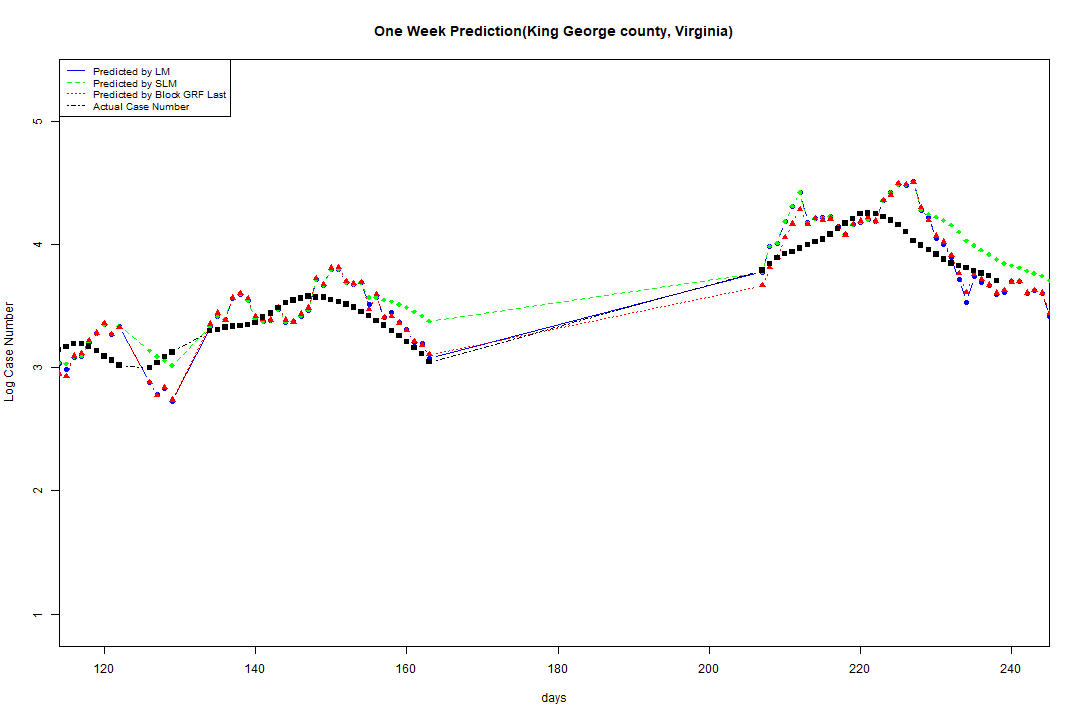 One Week Prediction(King George county, Virginia)
Predicted by LM
Predicted by SLM
Predicted by Block GRF Last
Actual Case Number
5
4
3
2
1
Log Case Number
120 140 160 180 200 220 240
days